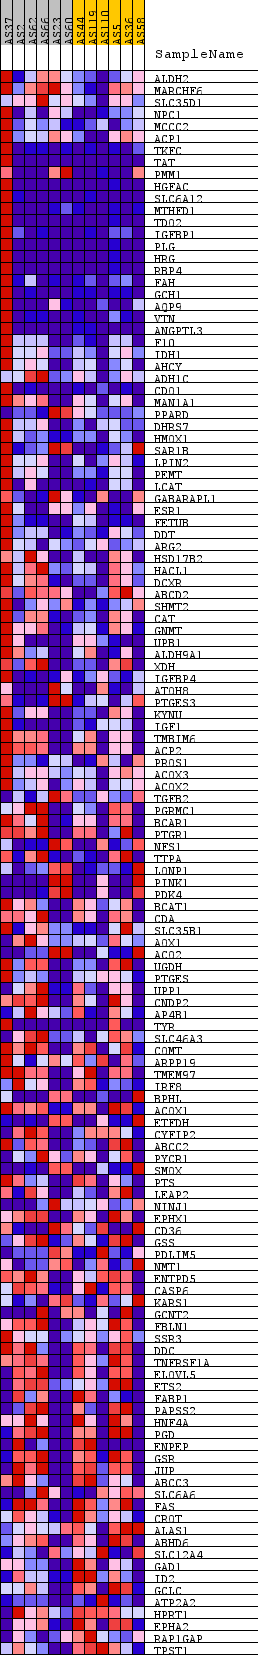 AS37
AS2
AS62
AS66
AS23
AS60
AS44
AS119
AS110
AS5
AS36
AS58
SampleName
ALDH2
MARCHF6
SLC35D1
NPC1
MCCC2
ACP1
TKFC
TAT
PMM1
HGFAC
SLC6A12
MTHFD1
TDO2
IGFBP1
PLG
HRG
RBP4
FAH
GCH1
AQP9
VTN
ANGPTL3
F10
IDH1
AHCY
ADH1C
CDO1
MAN1A1
PPARD
DHRS7
HMOX1
SAR1B
LPIN2
PEMT
LCAT
GABARAPL1
ESR1
FETUB
DDT
ARG2
HSD17B2
HACL1
DCXR
ABCD2
SHMT2
CAT
GNMT
UPB1
ALDH9A1
XDH
IGFBP4
ATOH8
PTGES3
KYNU
IGF1
TMBIM6
ACP2
PROS1
ACOX3
ACOX2
TGFB2
PGRMC1
BCAR1
PTGR1
NFS1
TTPA
LONP1
PINK1
PDK4
BCAT1
CDA
SLC35B1
AOX1
ACO2
UGDH
PTGES
UPP1
CNDP2
AP4B1
TYR
SLC46A3
COMT
ARPP19
TMEM97
IRF8
BPHL
ACOX1
ETFDH
CYFIP2
ABCC2
PYCR1
SMOX
PTS
LEAP2
NINJ1
EPHX1
CD36
GSS
PDLIM5
NMT1
ENTPD5
CASP6
KARS1
GCNT2
FBLN1
SSR3
DDC
TNFRSF1A
ELOVL5
ETS2
FABP1
PAPSS2
HNF4A
PGD
ENPEP
GSR
JUP
ABCC3
SLC6A6
FAS
CROT
ALAS1
ABHD6
SLC12A4
GAD1
ID2
GCLC
ATP2A2
HPRT1
EPHA2
RAP1GAP
TPST1